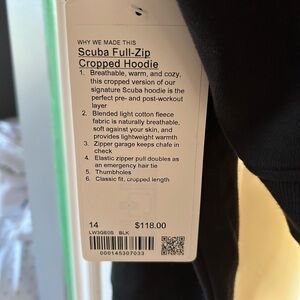 WHY WE MADE THIS
Scuba Full-Zip
Cropped Hoodie
1. Breathable, warm, and cozy,
this cropped version of our
signature Scuba hoodie is the
perfect pre- and post-workout
layer
2. Blended light cotton fleece
fabric is naturally breathable,
soft against your skin, and
provides lightweight warmth
3. Zipper garage keeps chafe in
check
4. Elastic zipper pull doubles as
an emergency hair tie
5. Thumbholes
6. Classic fit, cropped length
14 $118.00
LW3GE0S BLK
000145307033